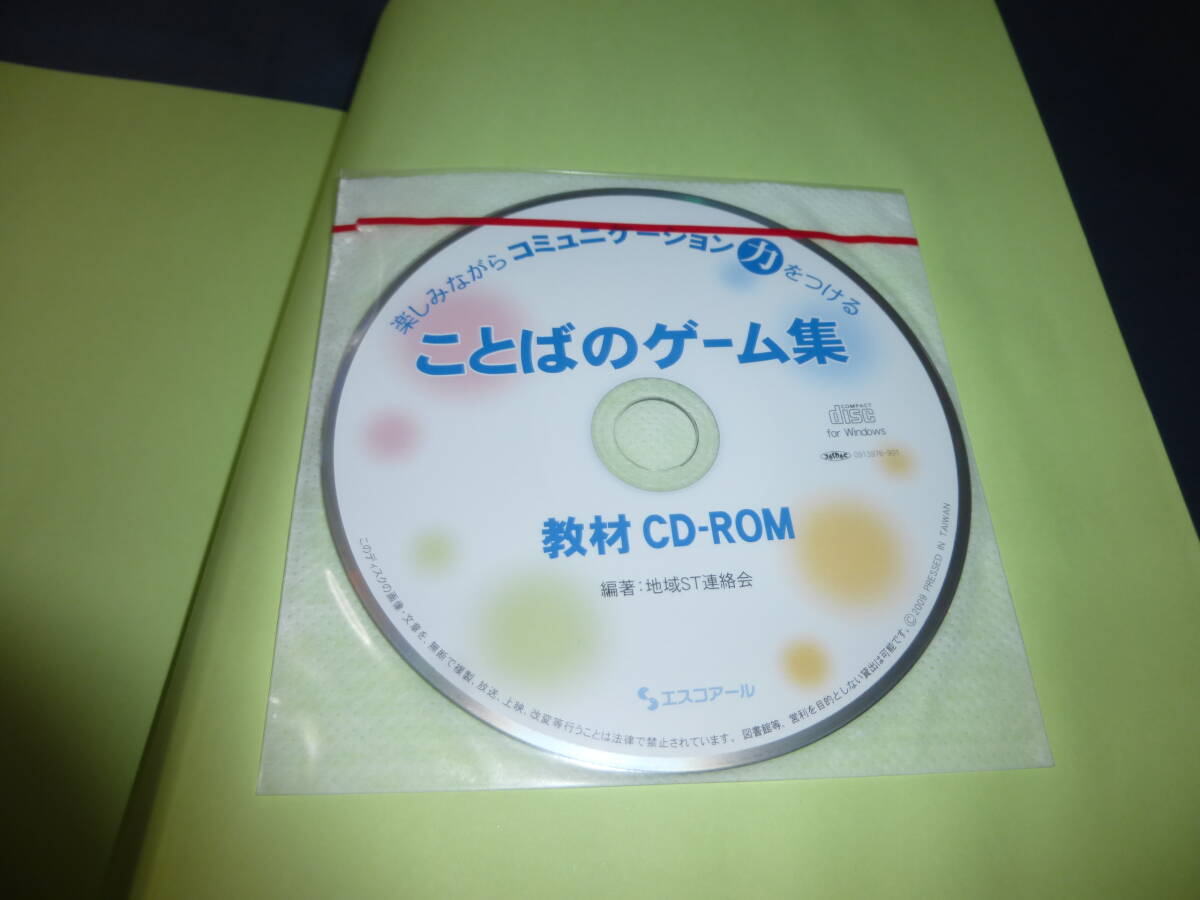 楽しみながら コミュニケーション力をつける
ことばのゲーム集
COMPACT
disc
for Windows
0913976-901
教材 CD-ROM
編著：地域ST連絡会
エスコアール
このディスクの画像・文章を、無断で複製、放送、上映、改変等行うことは法律で禁止されています。図書館等、営利を目的としない貸出は可能です。Ⓒ2009 PRESSED IN TAIWAN